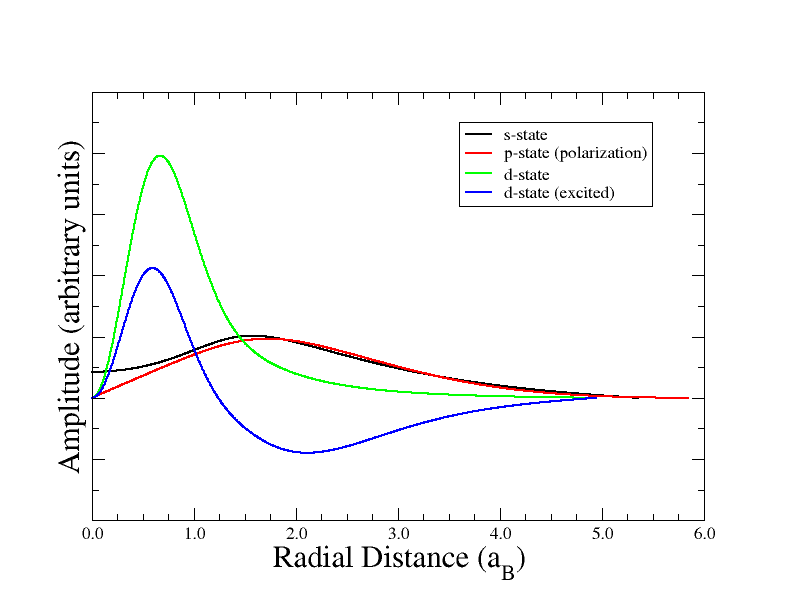 s-state
p-state (polarization)
d-state
d-state (excited)
Amplitude (arbitrary units)
0.0 1.0 2.0 3.0 4.0 5.0 6.0
Radial Distance (a_B)